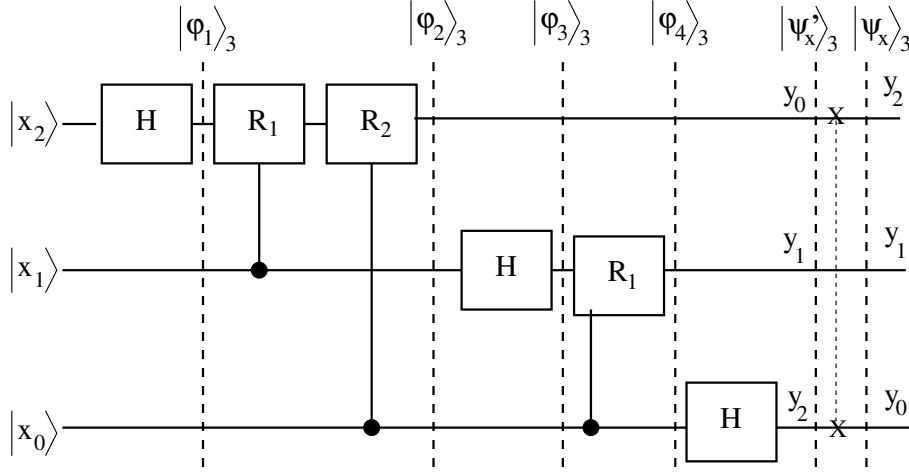 |φ₁⟩₃ |φ₂⟩₃ |φ₃⟩₃ |φ₄⟩₃ |ψₓ'⟩₃ |ψₓ⟩₃
|x₂⟩ H R₁ R₂ y₀ X y₂
|x₁⟩ H R₁ y₁ y₁
|x₀⟩ H y₂ X y₀